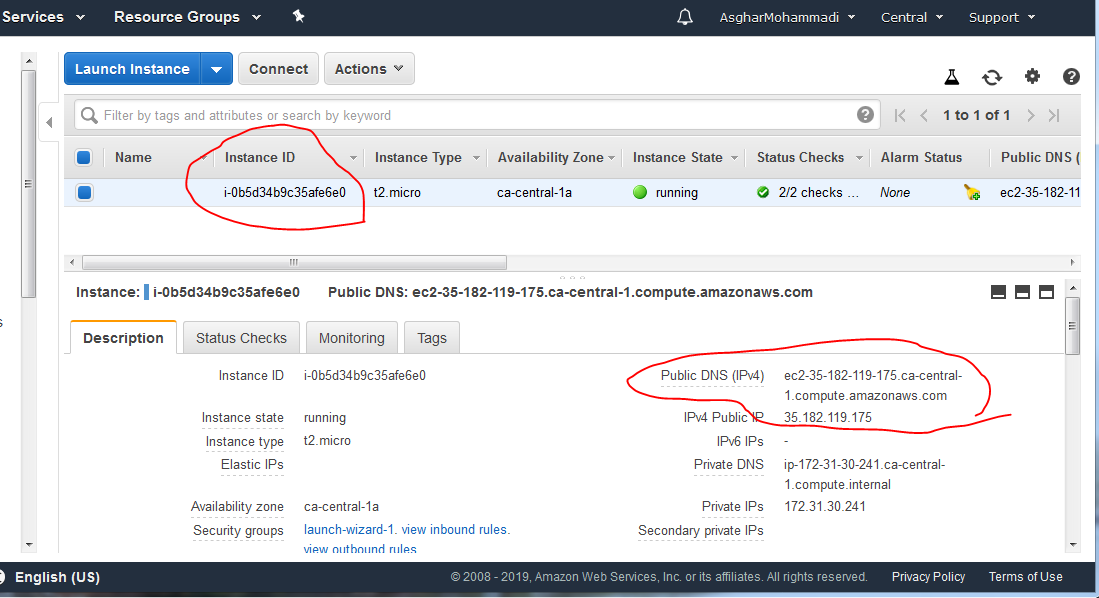 Services Resource Groups AsgharMohammadi Central Support
Launch Instance Connect Actions
Filter by tags and attributes or search by keyword ? 1 to 1 of 1
Name Instance ID Instance Type Availability Zone Instance State Status Checks Alarm Status Public DNS (
i-0b5d34b9c35afe6e0 t2.micro ca-central-1a running 2/2 checks ... None ec2-35-182-11
Instance: i-0b5d34b9c35afe6e0 Public DNS: ec2-35-182-119-175.ca-central-1.compute.amazonaws.com
Description Status Checks Monitoring Tags
Instance ID i-0b5d34b9c35afe6e0 Public DNS (IPv4) ec2-35-182-119-175.ca-central-
1.compute.amazonaws.com
Instance state running IPv4 Public IP 35.182.119.175
Instance type t2.micro IPv6 IPs -
Elastic IPs Private DNS ip-172-31-30-241.ca-central-
1.compute.internal
Availability zone ca-central-1a Private IPs 172.31.30.241
Security groups launch-wizard-1. view inbound rules. Secondary private IPs
view outbound rules
English (US) © 2008 - 2019, Amazon Web Services, Inc. or its affiliates. All rights reserved. Privacy Policy Terms of Use